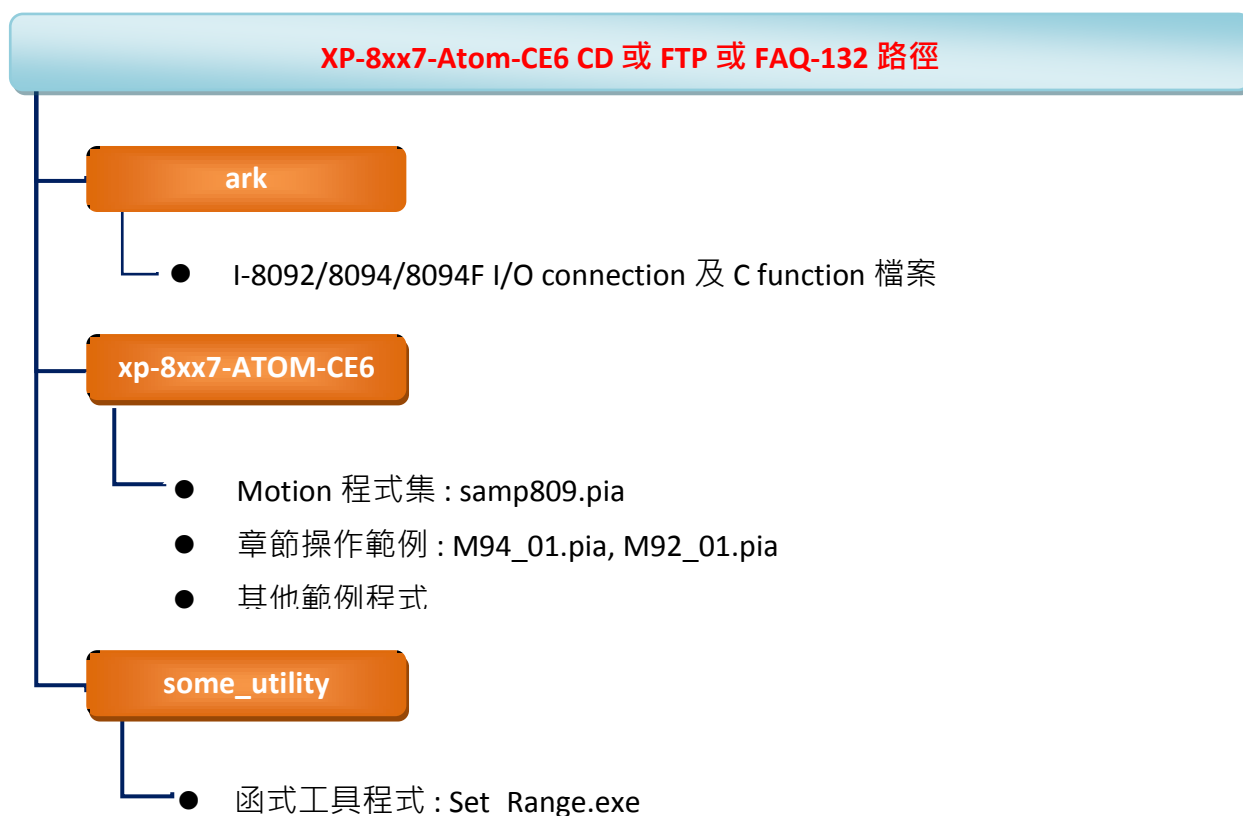 XP-8xx7-Atom-CE6 CD 或 FTP 或 FAQ-132 路徑
ark
● I-8092/8094/8094F I/O connection 及 C function 檔案
xp-8xx7-ATOM-CE6
● Motion 程式集 : samp809.pia
● 章節操作範例 : M94_01.pia, M92_01.pia
● 其他範例程式
some_utility
● 函式工具程式 : Set_Range.exe